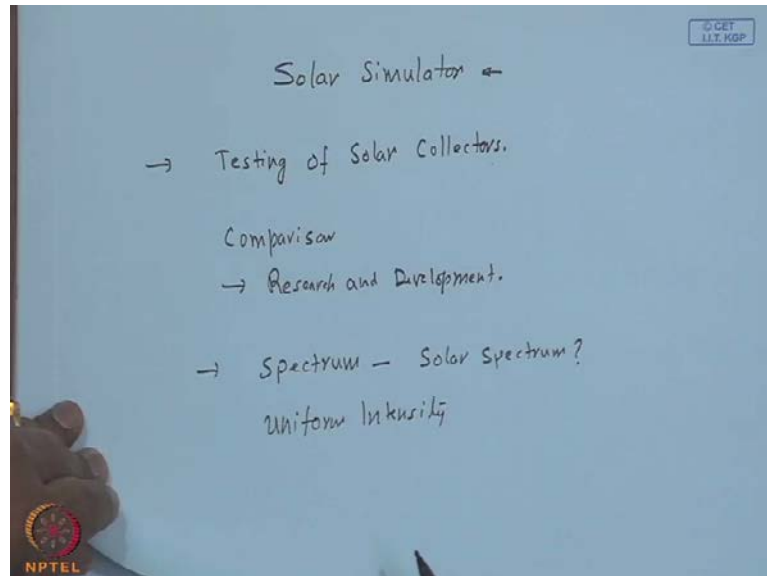 © CET
I.I.T. KGP
Solar Simulator ←
→ Testing of Solar Collectors.
Comparison
→ Research and Development.
→ Spectrum – Solar Spectrum?
Uniform Intensity
NPTEL